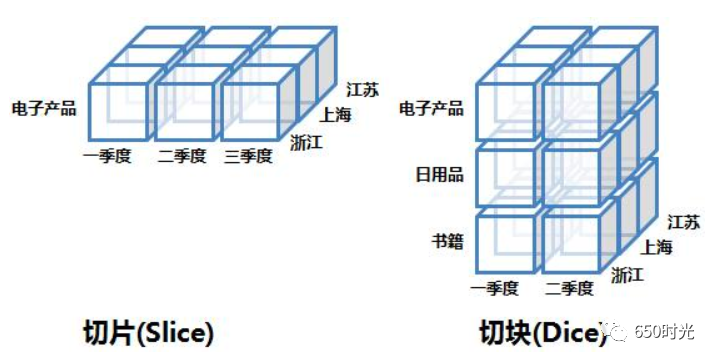 电子产品
江苏
上海
浙江
一季度 二季度 三季度
切片(Slice)
电子产品
日用品
书籍
江苏
上海
浙江
一季度 二季度
切块(Dice)
650时光